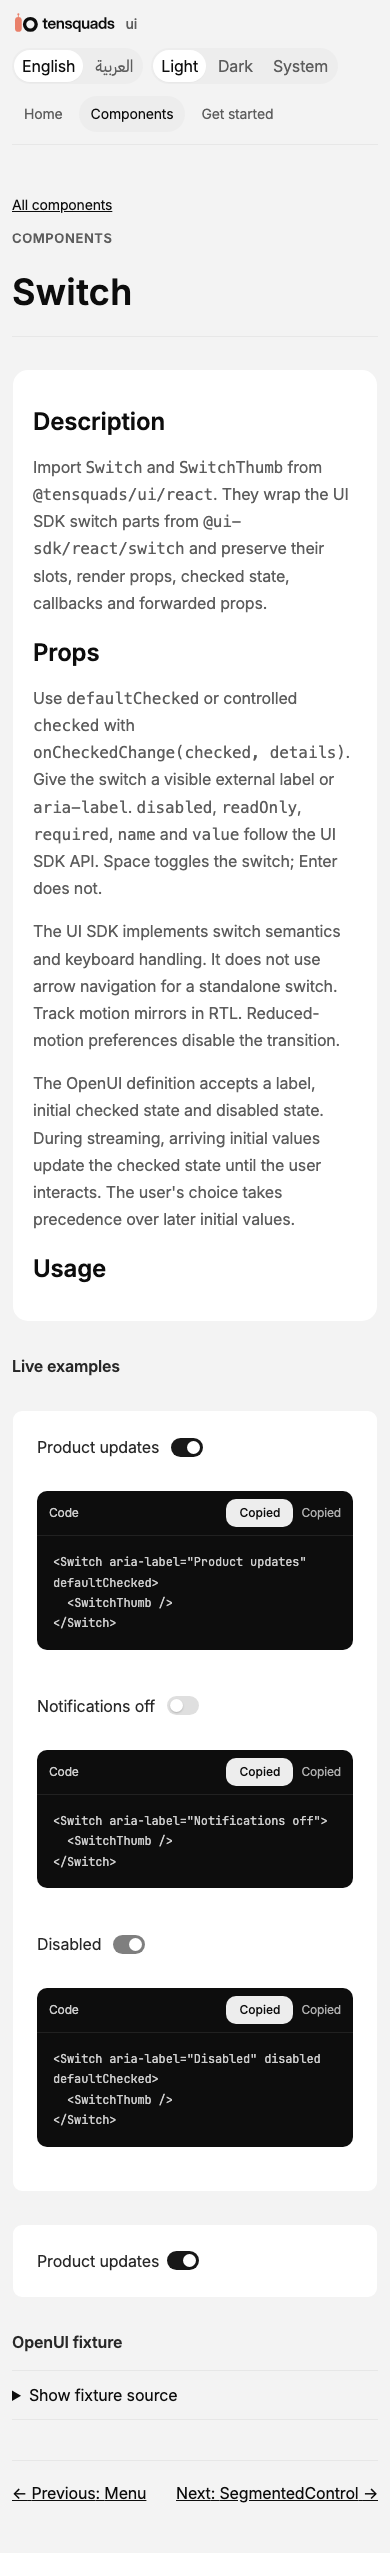 tensquads ui
English العربية Light Dark System
Home Components Get started
All components
COMPONENTS
Switch
Description
Import Switch and SwitchThumb from
@tensquads/ui/react. They wrap the UI
SDK switch parts from @ui-
sdk/react/switch and preserve their
slots, render props, checked state,
callbacks and forwarded props.
Props
Use defaultChecked or controlled
checked with
onCheckedChange(checked, details).
Give the switch a visible external label or
aria-label. disabled, readOnly,
required, name and value follow the UI
SDK API. Space toggles the switch; Enter
does not.
The UI SDK implements switch semantics
and keyboard handling. It does not use
arrow navigation for a standalone switch.
Track motion mirrors in RTL. Reduced-
motion preferences disable the transition.
The OpenUI definition accepts a label,
initial checked state and disabled state.
During streaming, arriving initial values
update the checked state until the user
interacts. The user's choice takes
precedence over later initial values.
Usage
Live examples
Product updates
Code Copied Copied
<Switch aria-label="Product updates"
defaultChecked>
  <SwitchThumb />
</Switch>
Notifications off
Code Copied Copied
<Switch aria-label="Notifications off">
  <SwitchThumb />
</Switch>
Disabled
Code Copied Copied
<Switch aria-label="Disabled" disabled
defaultChecked>
  <SwitchThumb />
</Switch>
Product updates
OpenUI fixture
▶ Show fixture source
← Previous: Menu Next: SegmentedControl →